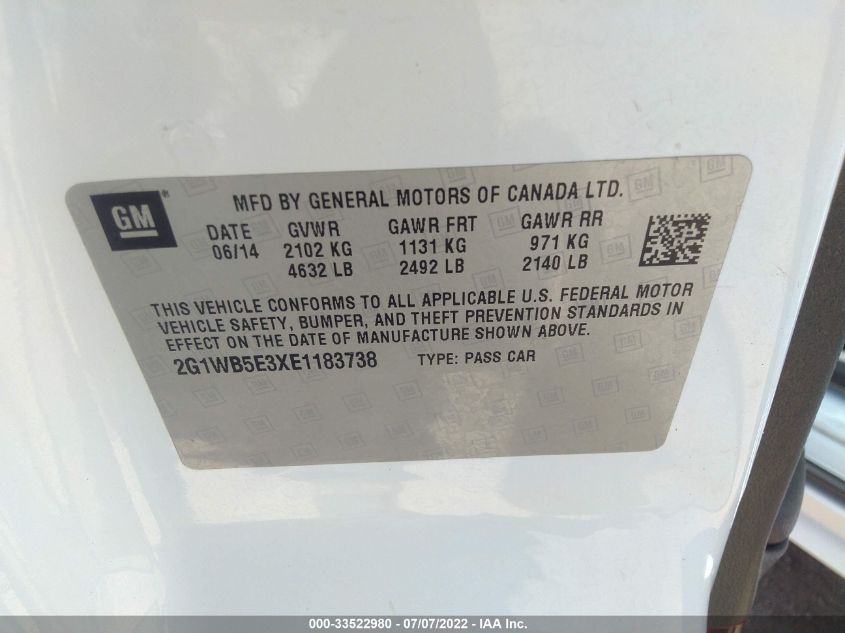 GM ®
MFD BY GENERAL MOTORS OF CANADA LTD.
DATE GVWR GAWR FRT GAWR RR
06/14 2102 KG 1131 KG 971 KG
4632 LB 2492 LB 2140 LB
THIS VEHICLE CONFORMS TO ALL APPLICABLE U.S. FEDERAL MOTOR
VEHICLE SAFETY, BUMPER, AND THEFT PREVENTION STANDARDS IN
EFFECT ON THE DATE OF MANUFACTURE SHOWN ABOVE.
2G1WB5E3XE1183738 TYPE: PASS CAR
000-33522980 - 07/07/2022 - IAA Inc.